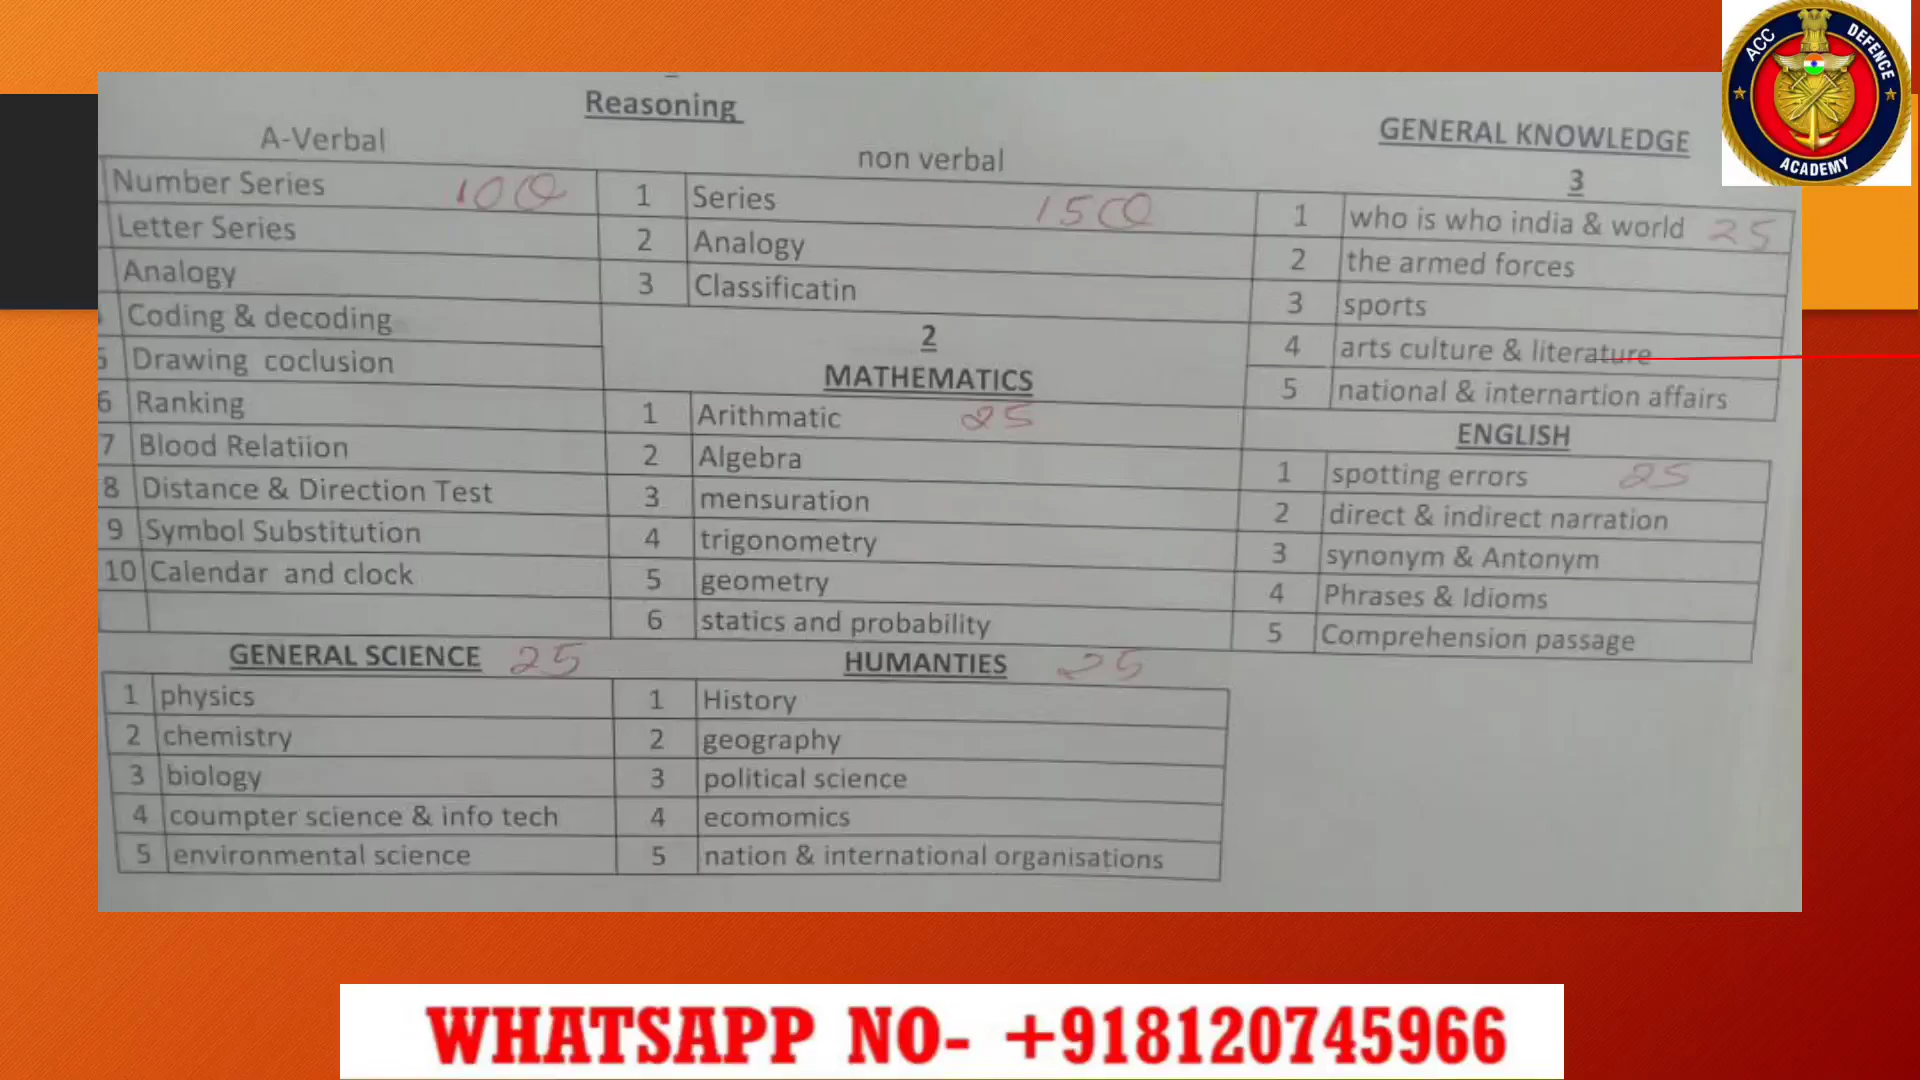 Reasoning
A-Verbal
Number Series 10Q
Letter Series
Analogy
Coding & decoding
5 Drawing coclusion
6 Ranking
7 Blood Relatiion
8 Distance & Direction Test
9 Symbol Substitution
10 Calendar and clock
non verbal
1 Series 15Q
2 Analogy
3 Classificatin
2
MATHEMATICS
1 Arithmatic 25
2 Algebra
3 mensuration
4 trigonometry
5 geometry
6 statics and probability
GENERAL KNOWLEDGE
3
1 who is who india & world 25
2 the armed forces
3 sports
4 arts culture & literature
5 national & internartion affairs
ENGLISH
1 spotting errors 25
2 direct & indirect narration
3 synonym & Antonym
4 Phrases & Idioms
5 Comprehension passage
GENERAL SCIENCE 25
1 physics
2 chemistry
3 biology
4 coumpter science & info tech
5 environmental science
HUMANTIES 25
1 History
2 geography
3 political science
4 ecomomics
5 nation & international organisations
ACC DEFENCE
ACADEMY
WHATSAPP NO- +918120745966